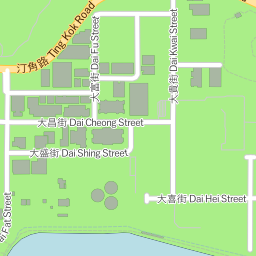 汀角路 Ting Kok Road
大富街 Dai Fu Street
大貴街 Dai Kwai Street
大昌街 Dai Cheong Street
大盛街 Dai Shing Street
大喜街 Dai Hei Street
Fat Street